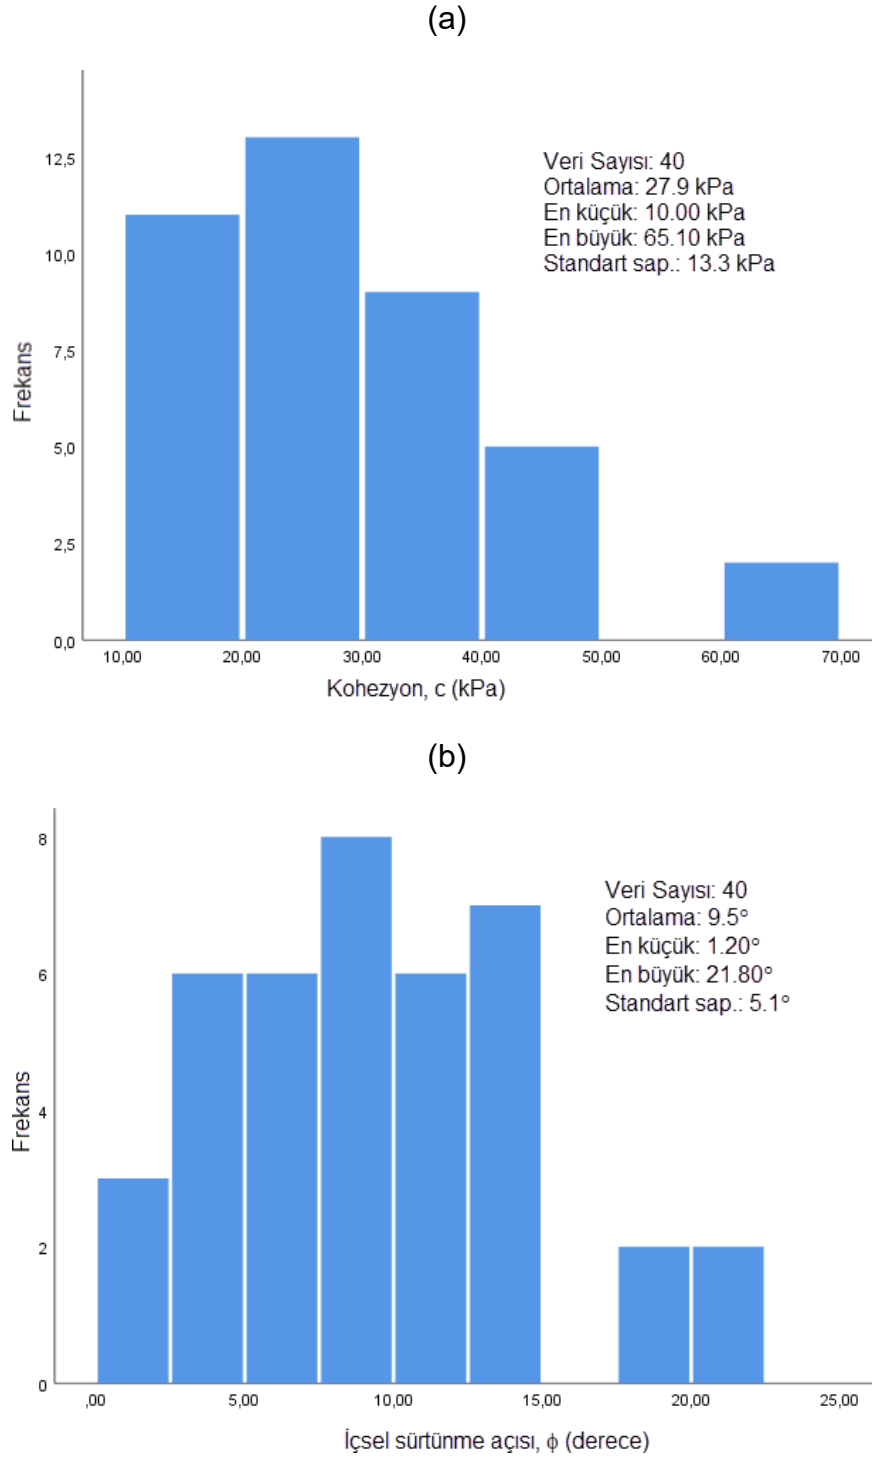 (a)
Veri Sayısı: 40
Ortalama: 27.9 kPa
En küçük: 10.00 kPa
En büyük: 65.10 kPa
Standart sap.: 13.3 kPa
12,5
10,0
7,5
5,0
2,5
0,0
Frekans
10,00 20,00 30,00 40,00 50,00 60,00 70,00
Kohezyon, c (kPa)
(b)
Veri Sayısı: 40
Ortalama: 9.5°
En küçük: 1.20°
En büyük: 21.80°
Standart sap.: 5.1°
8
6
4
2
0
Frekans
,00 5,00 10,00 15,00 20,00 25,00
İçsel sürtünme açısı, ϕ (derece)